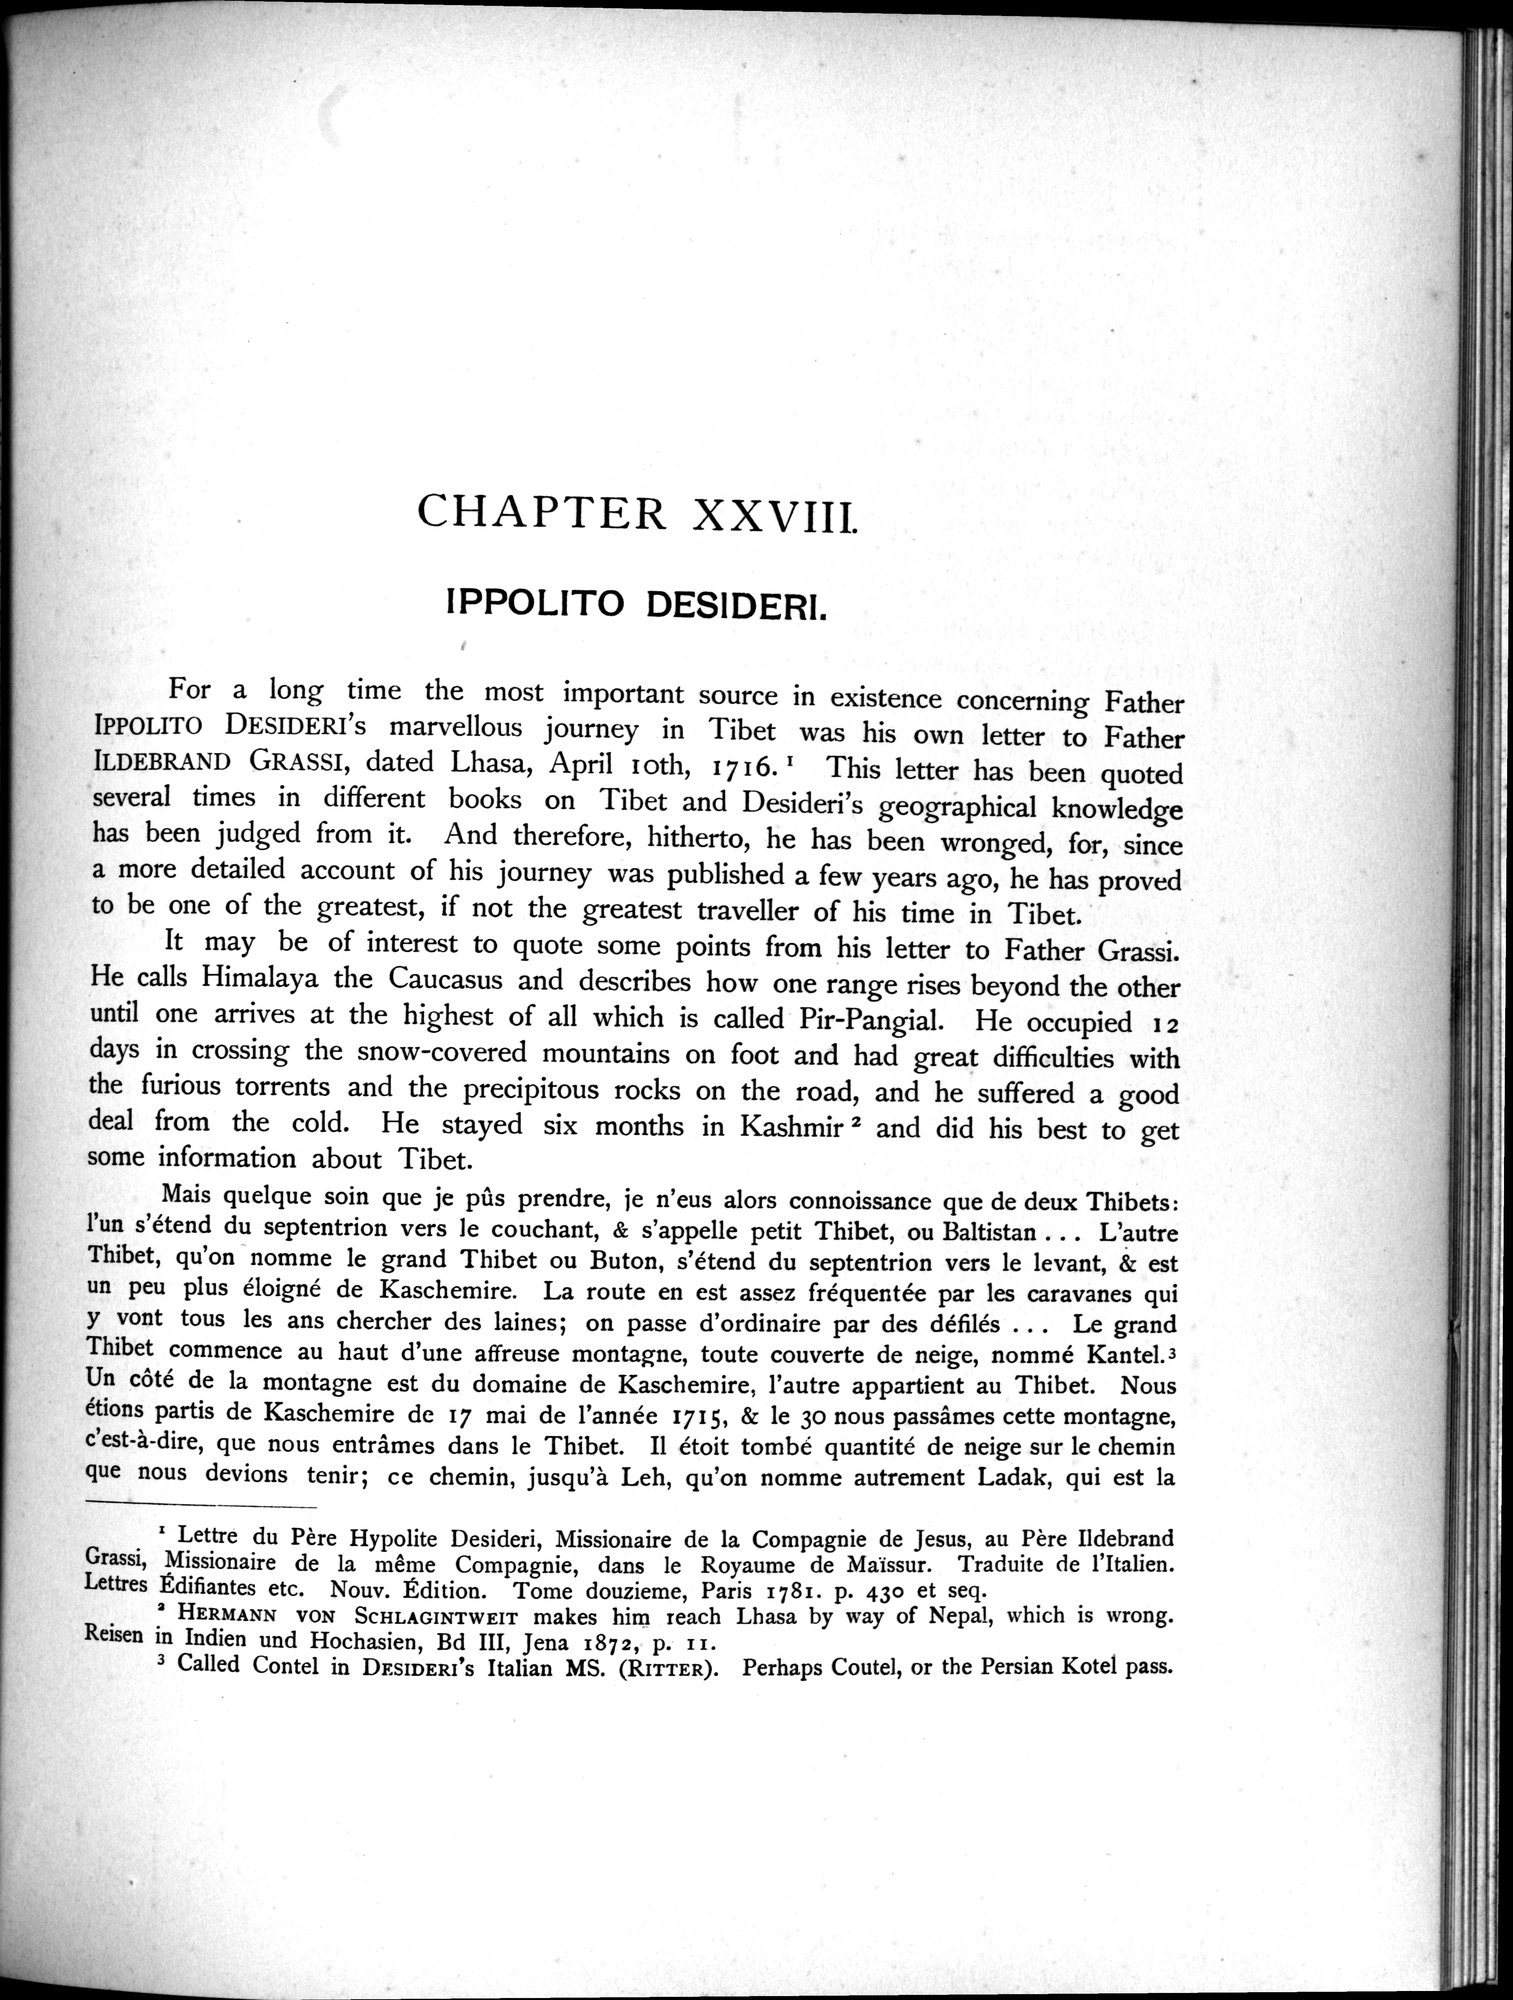 CHAPTER XXVIII.
IPPOLITO DESIDERI.
For a long time the most important source in existence concerning Father
IPPOLITO DESIDERI's marvellous journey in Tibet was his own letter to Father
ILDEBRAND GRASSI, dated Lhasa, April 10th, 1716.¹ This letter has been quoted
several times in different books on Tibet and Desideri's geographical knowledge
has been judged from it. And therefore, hitherto, he has been wronged, for, since
a more detailed account of his journey was published a few years ago, he has proved
to be one of the greatest, if not the greatest traveller of his time in Tibet.
It may be of interest to quote some points from his letter to Father Grassi.
He calls Himalaya the Caucasus and describes how one range rises beyond the other
until one arrives at the highest of all which is called Pir-Pangial. He occupied 12
days in crossing the snow-covered mountains on foot and had great difficulties with
the furious torrents and the precipitous rocks on the road, and he suffered a good
deal from the cold. He stayed six months in Kashmir² and did his best to get
some information about Tibet.
Mais quelque soin que je pûs prendre, je n'eus alors connoissance que de deux Thibets:
l'un s'étend du septentrion vers le couchant, & s'appelle petit Thibet, ou Baltistan ... L'autre
Thibet, qu'on nomme le grand Thibet ou Buton, s'étend du septentrion vers le levant, & est
un peu plus éloigné de Kaschemire. La route en est assez fréquentée par les caravanes qui
y vont tous les ans chercher des laines; on passe d'ordinaire par des défilés ... Le grand
Thibet commence au haut d'une affreuse montagne, toute couverte de neige, nommé Kantel.³
Un côté de la montagne est du domaine de Kaschemire, l'autre appartient au Thibet. Nous
étions partis de Kaschemire de 17 mai de l'année 1715, & le 30 nous passâmes cette montagne,
c'est-à-dire, que nous entrâmes dans le Thibet. Il étoit tombé quantité de neige sur le chemin
que nous devions tenir; ce chemin, jusqu'à Leh, qu'on nomme autrement Ladak, qui est la
¹ Lettre du Père Hypolite Desideri, Missionaire de la Compagnie de Jesus, au Père Ildebrand
Grassi, Missionaire de la même Compagnie, dans le Royaume de Maïssur. Traduite de l'Italien.
Lettres Édifiantes etc. Nouv. Édition. Tome douzieme, Paris 1781. p. 430 et seq.
² HERMANN VON SCHLAGINTWEIT makes him reach Lhasa by way of Nepal, which is wrong.
Reisen in Indien und Hochasien, Bd III, Jena 1872, p. 11.
³ Called Contel in DESIDERI's Italian MS. (RITTER). Perhaps Coutel, or the Persian Kotel pass.